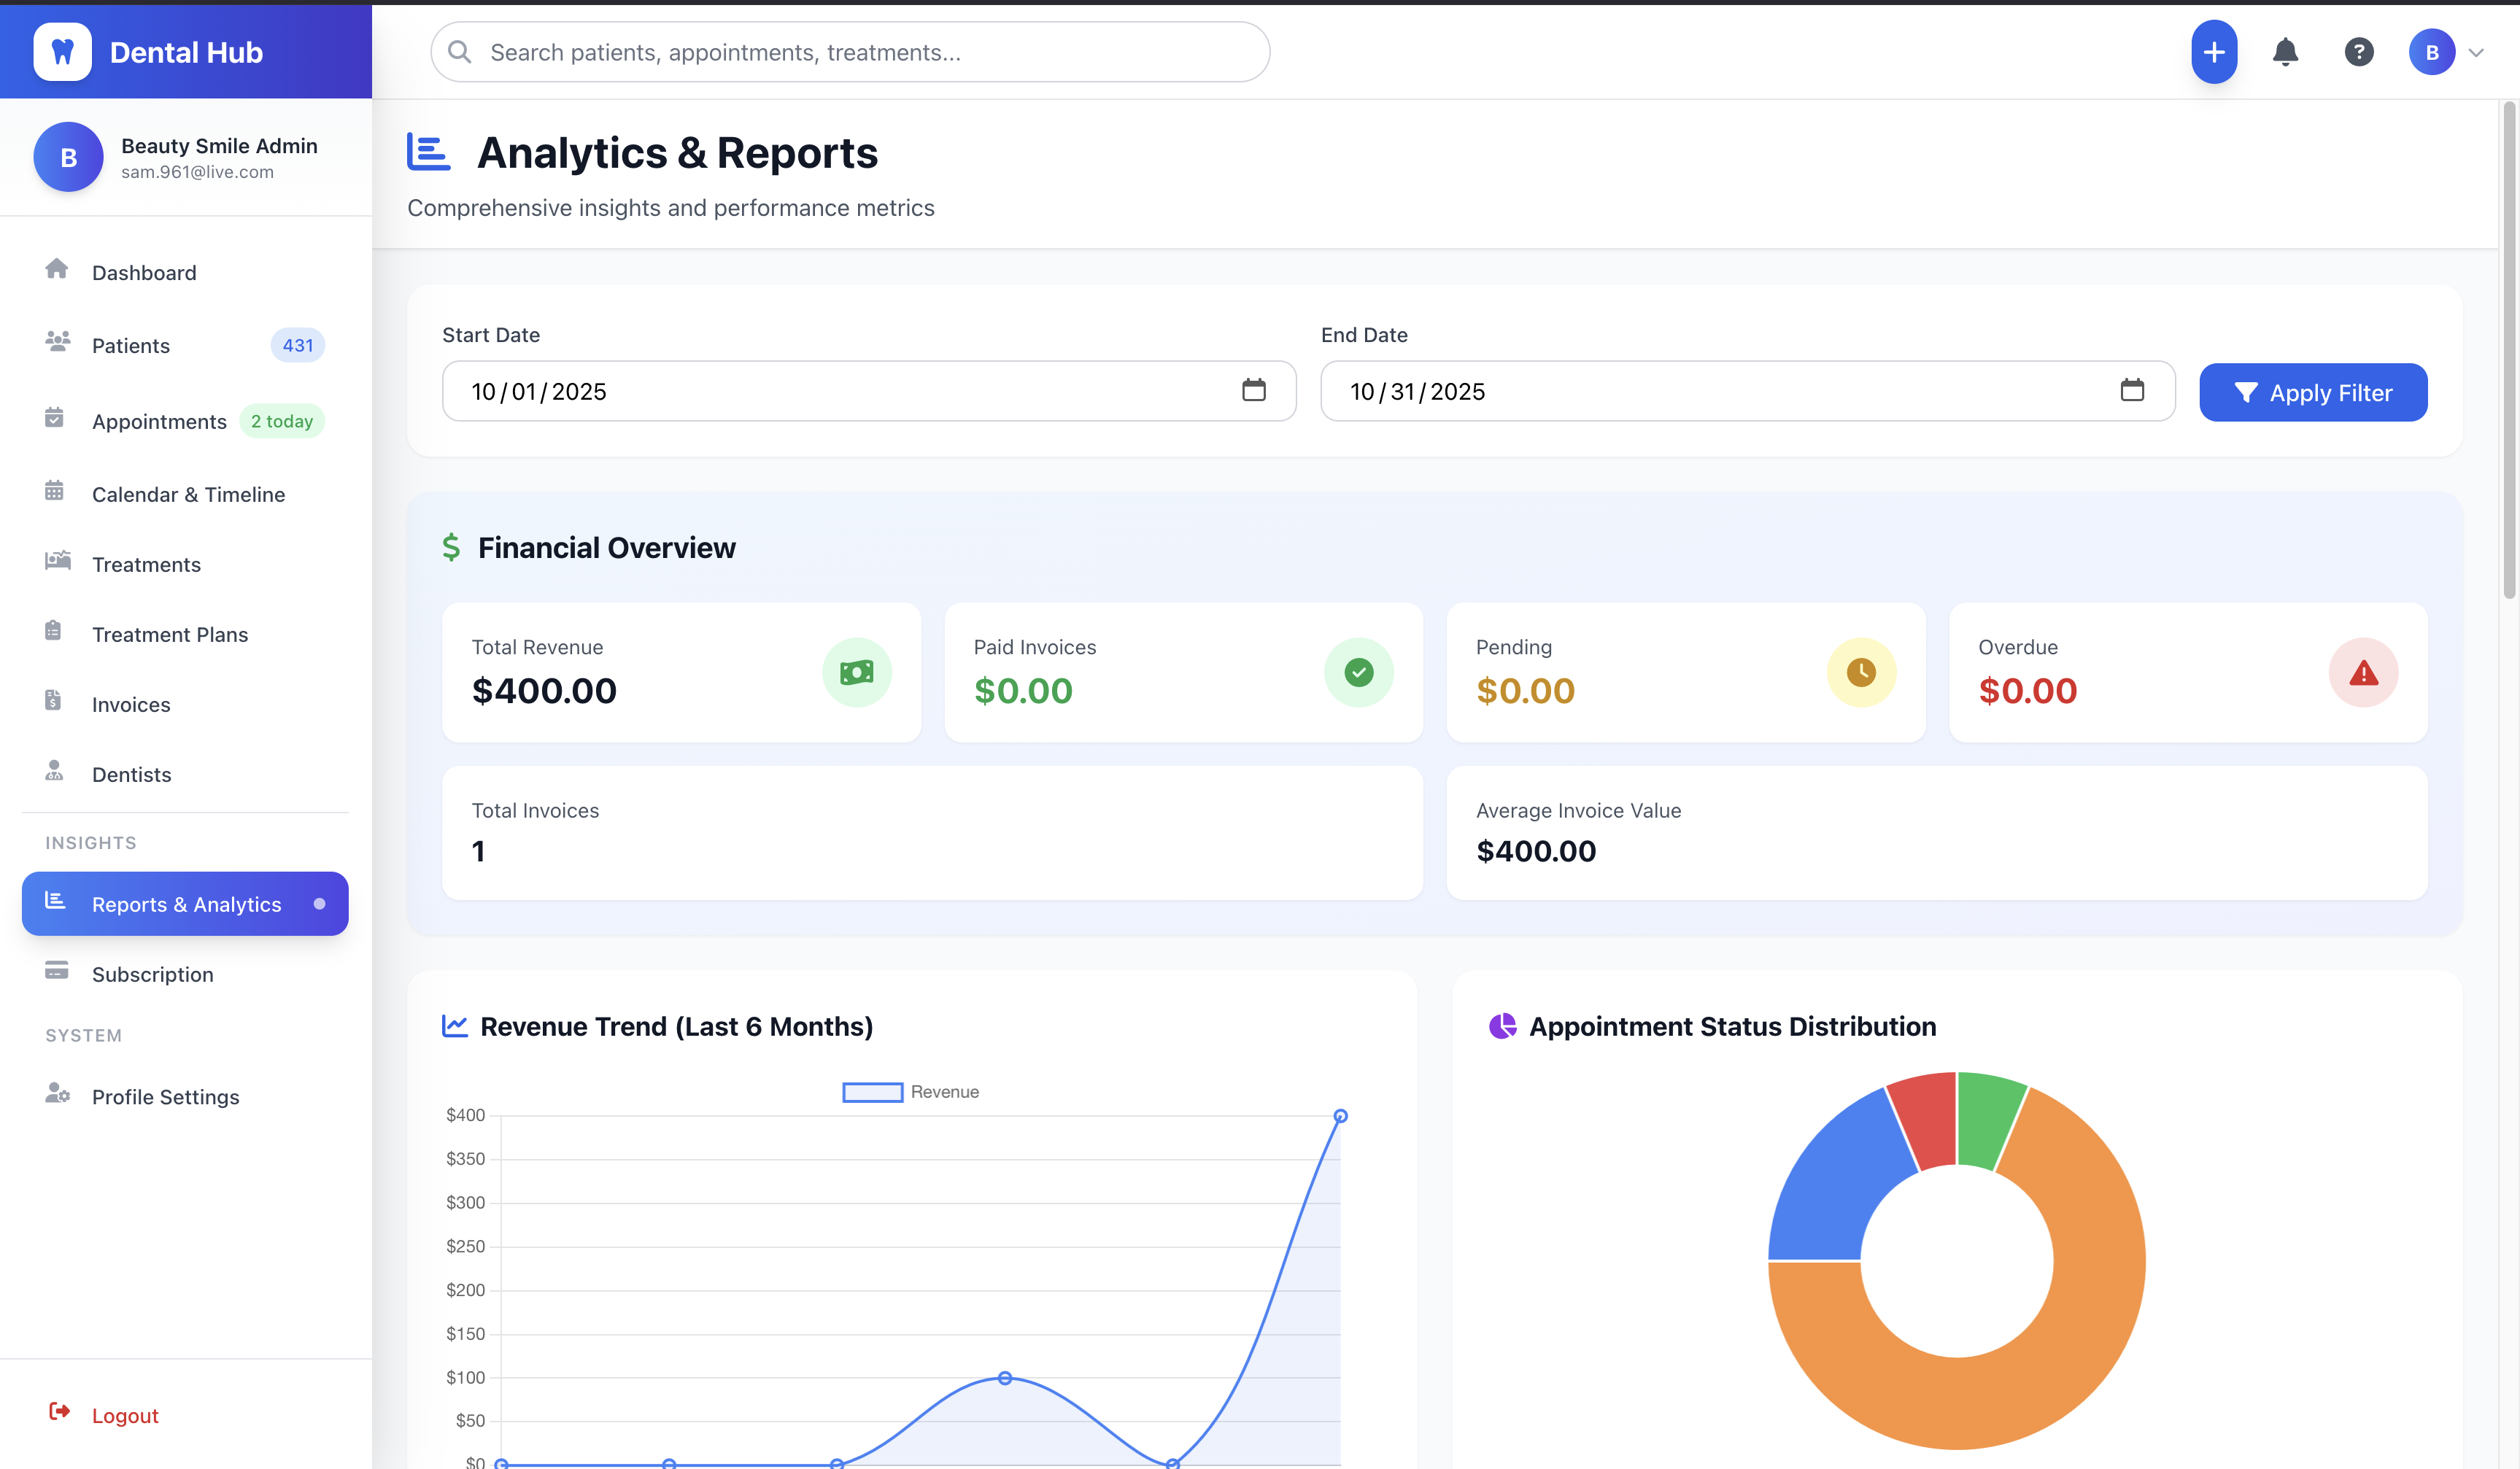 Dental Hub
Search patients, appointments, treatments...
B
Beauty Smile Admin
sam.961@live.com
B
Dashboard
Patients 431
Appointments 2 today
Calendar & Timeline
Treatments
Treatment Plans
Invoices
Dentists
INSIGHTS
Reports & Analytics
Subscription
SYSTEM
Profile Settings
Logout
Analytics & Reports
Comprehensive insights and performance metrics
Start Date
10/01/2025
End Date
10/31/2025
Apply Filter
$ Financial Overview
Total Revenue
$400.00
Paid Invoices
$0.00
Pending
$0.00
Overdue
$0.00
Total Invoices
1
Average Invoice Value
$400.00
Revenue Trend (Last 6 Months)
Revenue
$400
$350
$300
$250
$200
$150
$100
$50
$0
Appointment Status Distribution